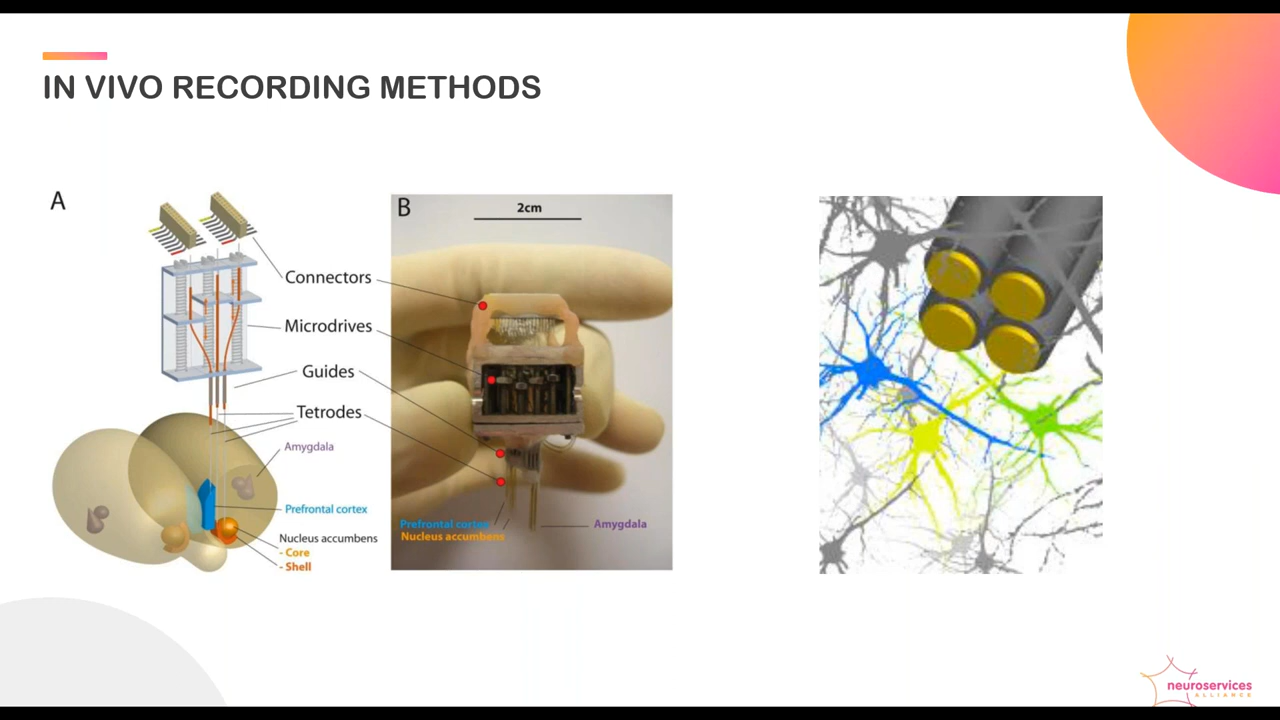 IN VIVO RECORDING METHODS
A
Connectors
Microdrives
Guides
Tetrodes
Amygdala
Prefrontal cortex
Nucleus accumbens
- Core
- Shell
B
2cm
Prefrontal cortex
Nucleus accumbens
Amygdala
neuroservices
ALLIANCE